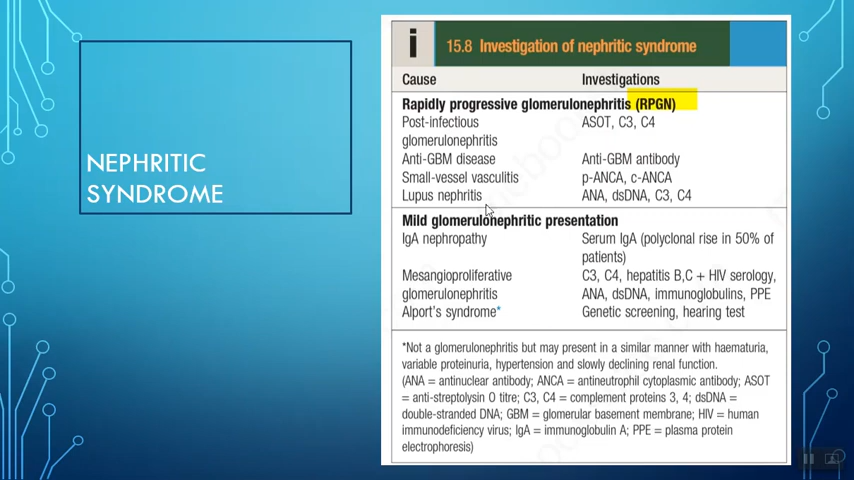 NEPHRITIC
SYNDROME
i
15.8 Investigation of nephritic syndrome
Cause Investigations
Rapidly progressive glomerulonephritis (RPGN)
Post-infectious ASOT, C3, C4
glomerulonephritis
Anti-GBM disease Anti-GBM antibody
Small-vessel vasculitis p-ANCA, c-ANCA
Lupus nephritis ANA, dsDNA, C3, C4
Mild glomerulonephritic presentation
IgA nephropathy Serum IgA (polyclonal rise in 50% of
patients)
Mesangioproliferative C3, C4, hepatitis B,C + HIV serology,
glomerulonephritis ANA, dsDNA, immunoglobulins, PPE
Alport's syndrome* Genetic screening, hearing test
*Not a glomerulonephritis but may present in a similar manner with haematuria,
variable proteinuria, hypertension and slowly declining renal function.
(ANA = antinuclear antibody; ANCA = antineutrophil cytoplasmic antibody; ASOT
= anti-streptolysin O titre; C3, C4 = complement proteins 3, 4; dsDNA =
double-stranded DNA; GBM = glomerular basement membrane; HIV = human
immunodeficiency virus; IgA = immunoglobulin A; PPE = plasma protein
electrophoresis)